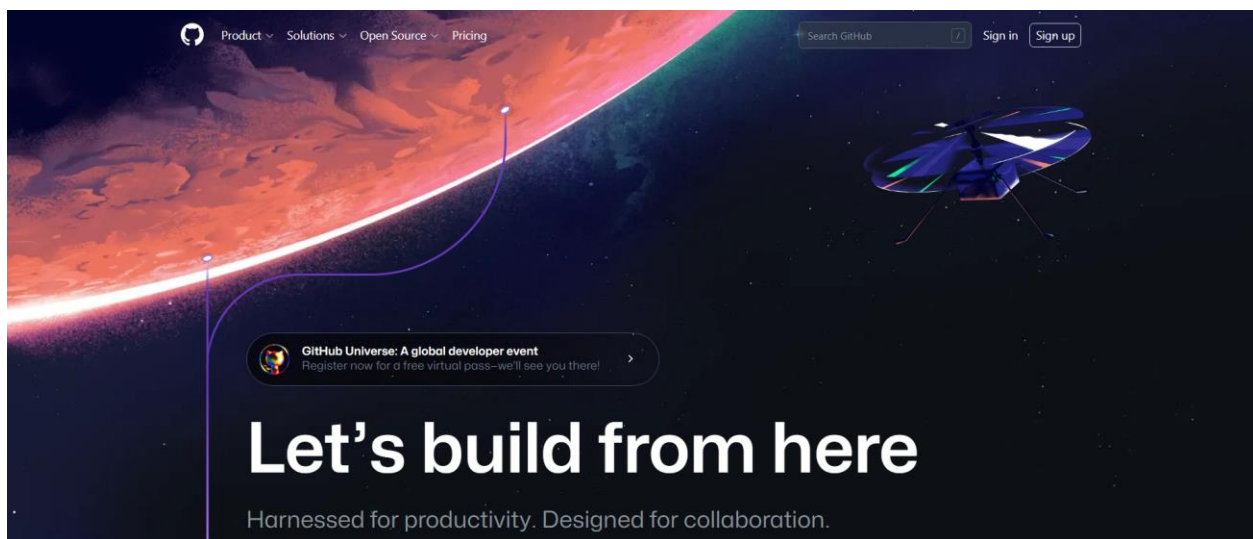 Product Solutions Open Source Pricing Search GitHub / Sign in Sign up
GitHub Universe: A global developer event
Register now for a free virtual pass—we'll see you there!
Let's build from here
Harnessed for productivity. Designed for collaboration.